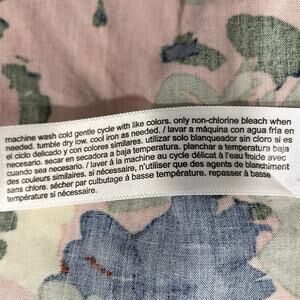 machine wash cold gentle cycle with like colors. only non-chlorine bleach when
needed. tumble dry low. cool iron as needed. / lavar a máquina con agua fría en
el ciclo delicado y con colores similares. utilizar solo blanqueador sin cloro si es
necesario. secar en secadora a baja temperatura. planchar a temperatura baja
cuando sea necesario. / laver à la machine au cycle délicat à l'eau froide avec
des couleurs similaires. si nécessaire, n'utiliser que des agents de blanchiment
sans chlore. sécher par culbutage à basse température. repasser à basse
température si nécessaire.